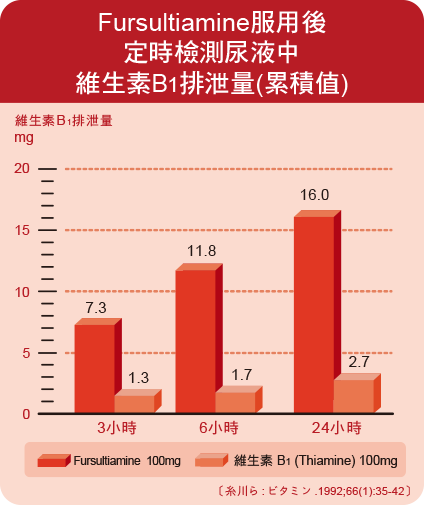 Fursultiamine服用後
定時檢測尿液中
維生素B1排泄量(累積值)
維生素B1排泄量
mg
20
15
10
5
0
7.3
1.3
11.8
1.7
16.0
2.7
3小時
6小時
24小時
Fursultiamine 100mg
維生素 B1 (Thiamine) 100mg
〔糸川ら：ビタミン .1992;66(1):35-42〕